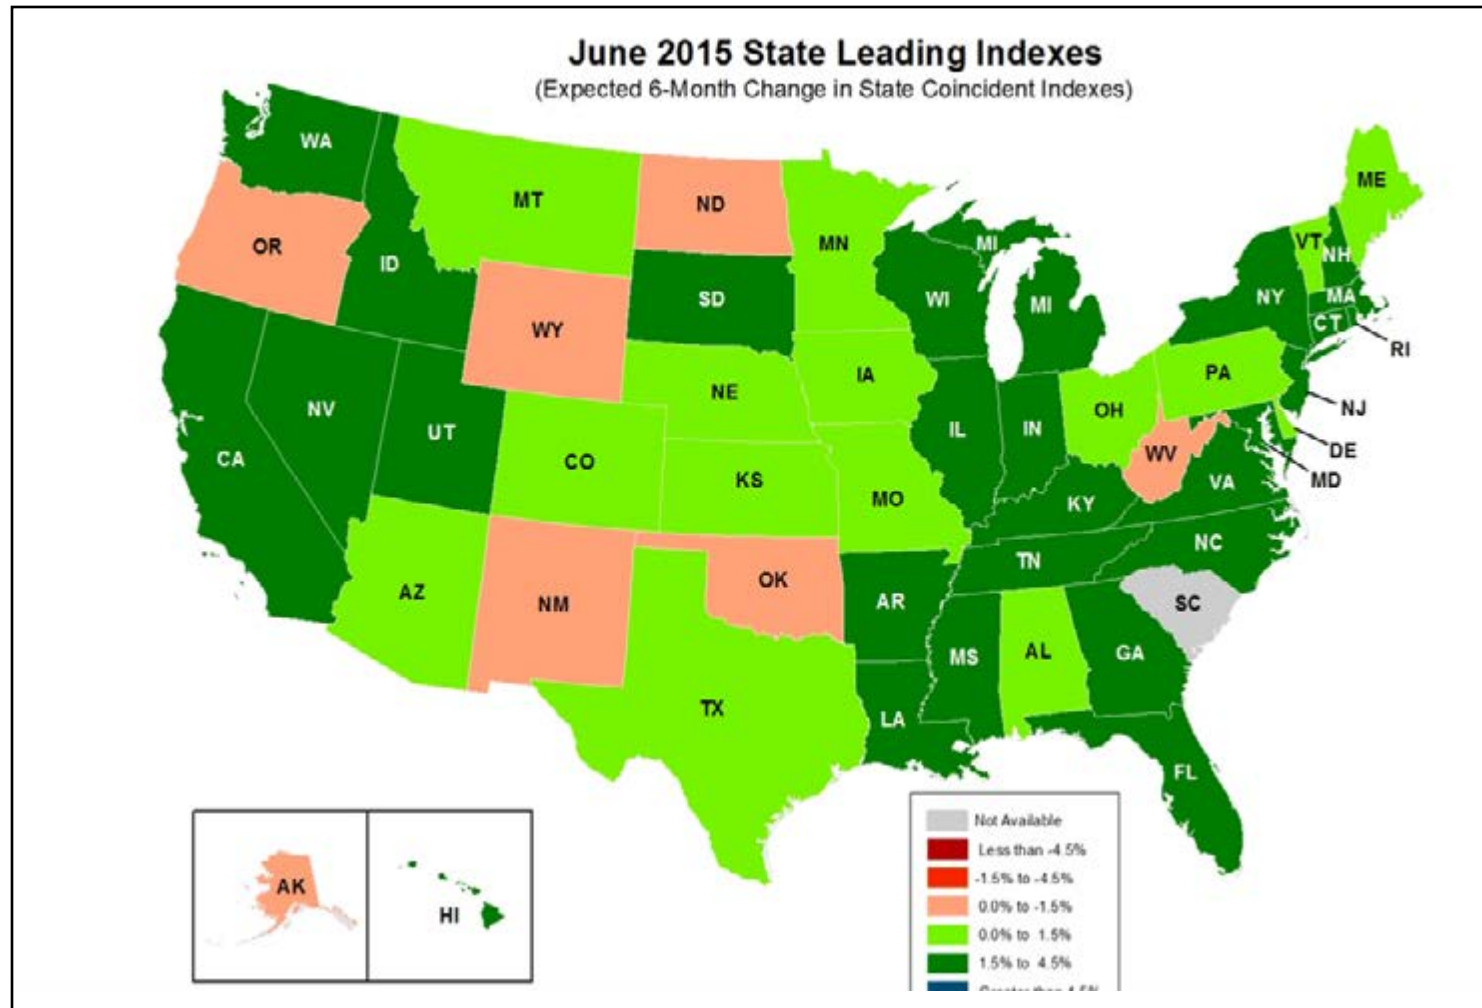 June 2015 State Leading Indexes
(Expected 6-Month Change in State Coincident Indexes)
WA
MT
ND
MN
ME
OR
ID
SD
WI
MI
MI
VT
NH
NY
MA
CT
RI
WY
NE
IA
PA
NJ
NV
UT
CO
KS
MO
IL
IN
OH
WV
DE
MD
CA
KY
VA
AZ
NM
OK
AR
TN
NC
SC
TX
MS
AL
GA
LA
FL
AK
HI
Not Available
Less than -4.5%
-1.5% to -4.5%
0.0% to -1.5%
0.0% to 1.5%
1.5% to 4.5%
Greater than 4.5%